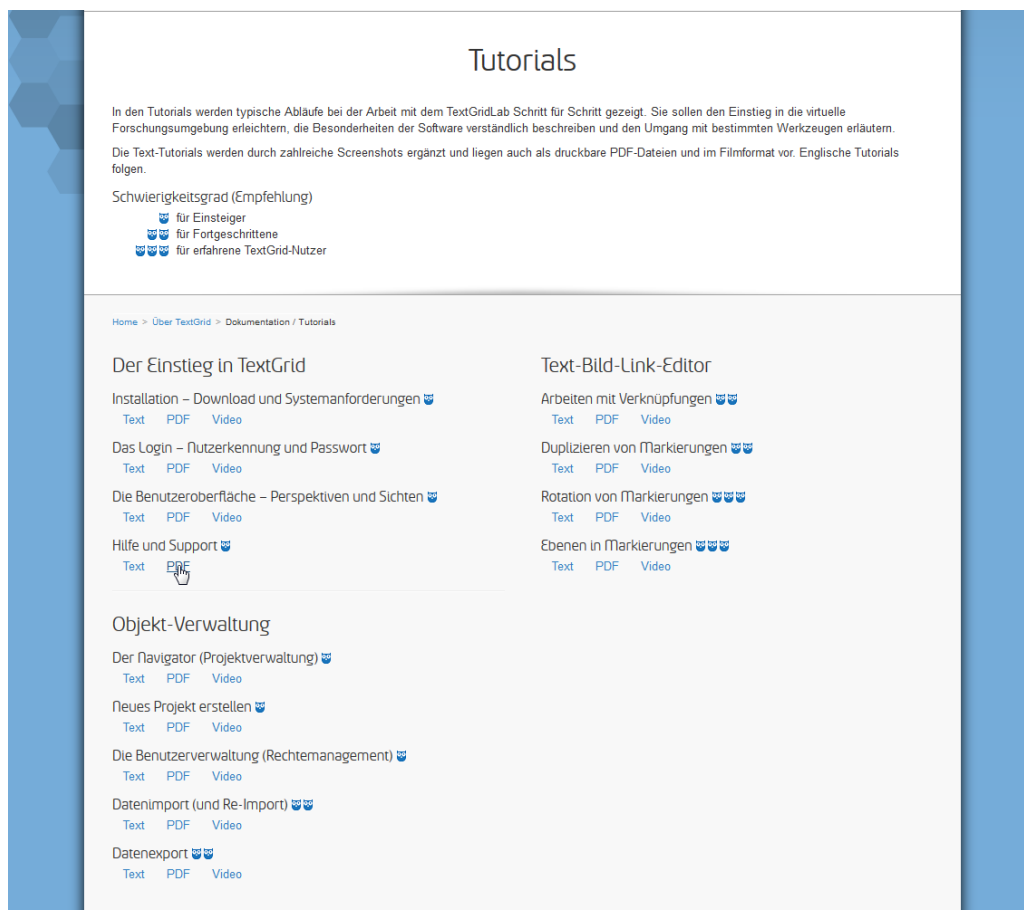 Tutorials
In den Tutorials werden typische Abläufe bei der Arbeit mit dem TextGridLab Schritt für Schritt gezeigt. Sie sollen den Einstieg in die virtuelle
Forschungsumgebung erleichtern, die Besonderheiten der Software verständlich beschreiben und den Umgang mit bestimmten Werkzeugen erläutern.
Die Text-Tutorials werden durch zahlreiche Screenshots ergänzt und liegen auch als druckbare PDF-Dateien und im Filmformat vor. Englische Tutorials
folgen.
Schwierigkeitsgrad (Empfehlung)
für Einsteiger
für Fortgeschrittene
für erfahrene TextGrid-Nutzer
Home > Über TextGrid > Dokumentation / Tutorials
Der Einstieg in TextGrid
Installation – Download und Systemanforderungen
Text PDF Video
Das Login – Nutzerkennung und Passwort
Text PDF Video
Die Benutzeroberfläche – Perspektiven und Sichten
Text PDF Video
Hilfe und Support
Text PDF
Objekt-Verwaltung
Der Navigator (Projektverwaltung)
Text PDF Video
Neues Projekt erstellen
Text PDF Video
Die Benutzerverwaltung (Rechtemanagement)
Text PDF Video
Datenimport (und Re-Import)
Text PDF Video
Datenexport
Text PDF Video
Text-Bild-Link-Editor
Arbeiten mit Verknüpfungen
Text PDF Video
Duplizieren von Markierungen
Text PDF Video
Rotation von Markierungen
Text PDF Video
Ebenen in Markierungen
Text PDF Video